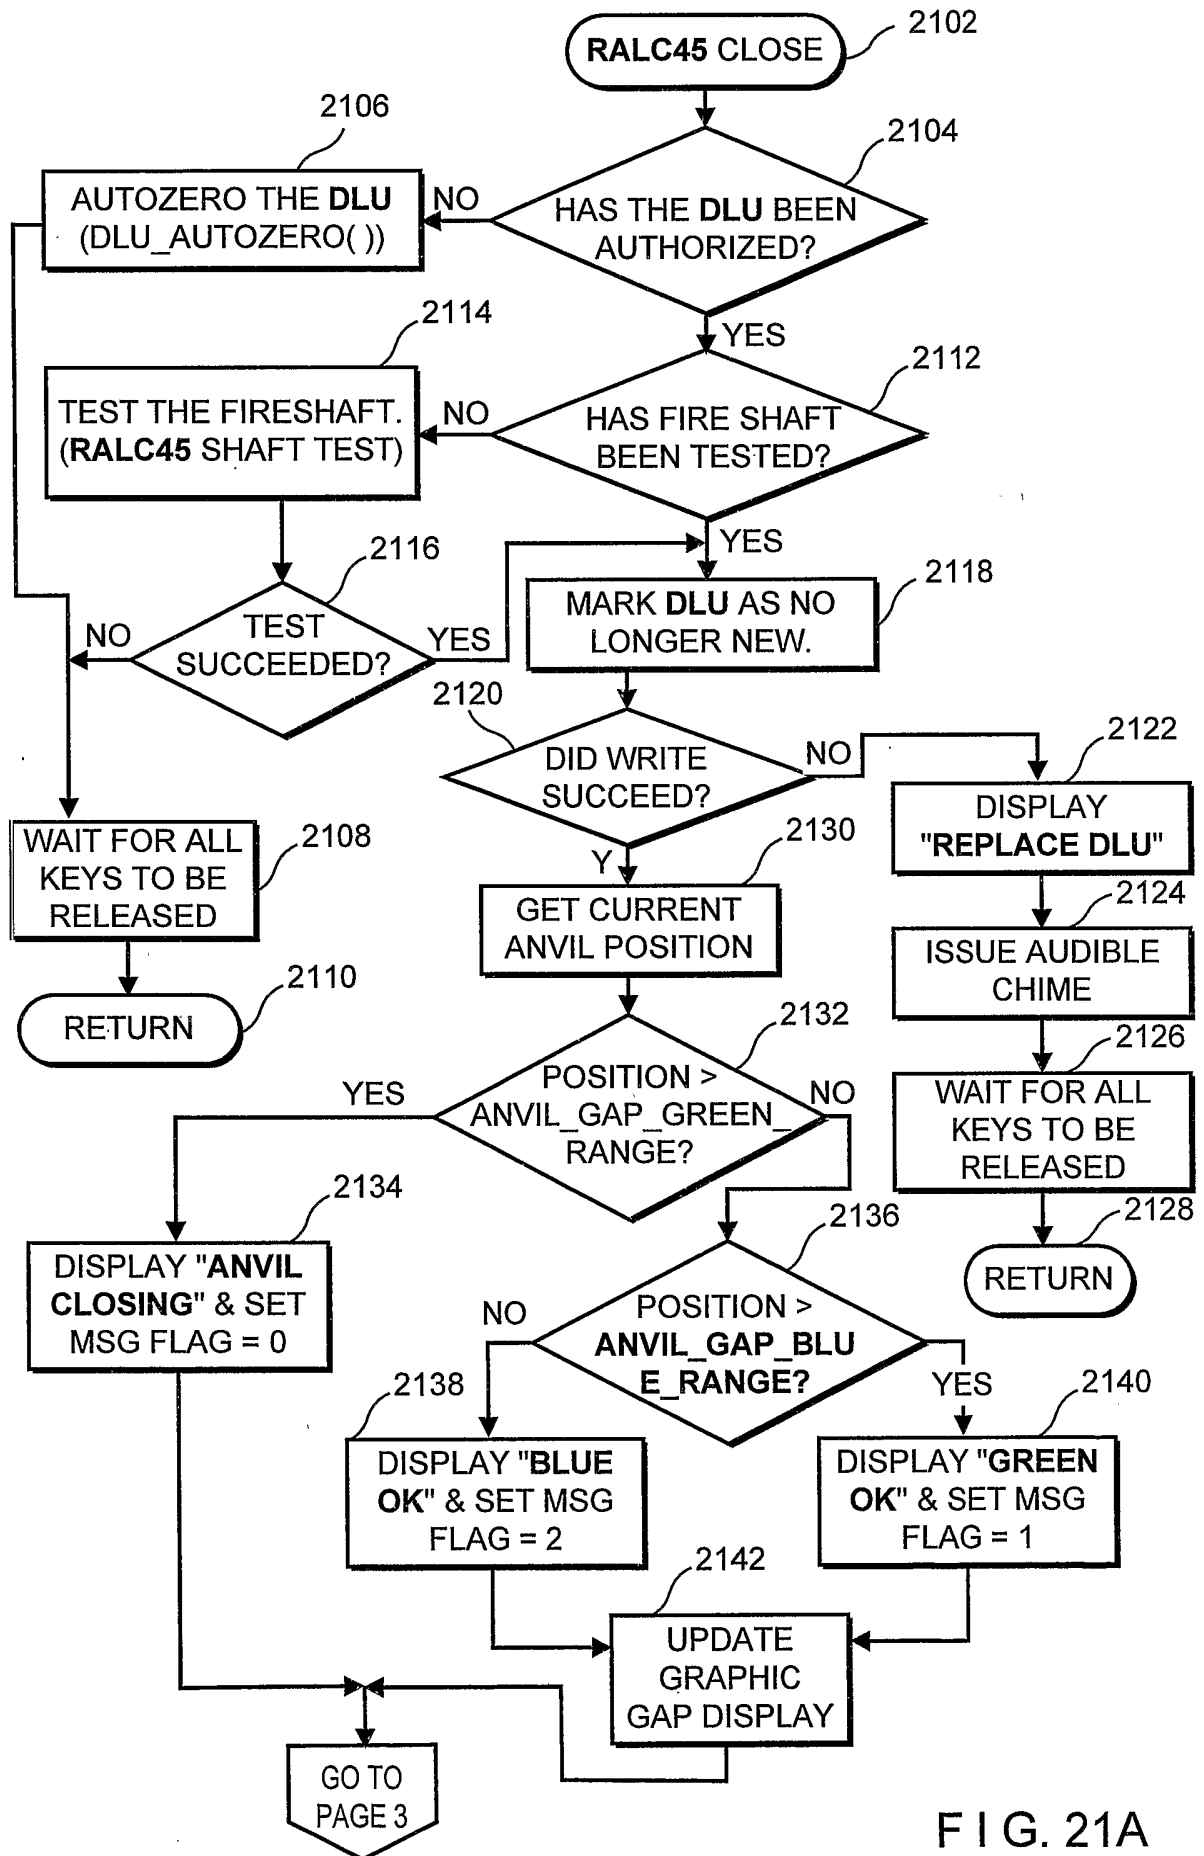 RALC45 CLOSE
2102
2104
HAS THE DLU BEEN
AUTHORIZED?
NO
2106
AUTOZERO THE DLU
(DLU_AUTOZERO( ))
YES
2112
HAS FIRE SHAFT
BEEN TESTED?
NO
2114
TEST THE FIRESHAFT.
(RALC45 SHAFT TEST)
YES
2116
TEST
SUCCEEDED?
NO
YES
2118
MARK DLU AS NO
LONGER NEW.
2120
DID WRITE
SUCCEED?
NO
2122
DISPLAY
"REPLACE DLU"
2108
WAIT FOR ALL
KEYS TO BE
RELEASED
Y
2130
GET CURRENT
ANVIL POSITION
2124
ISSUE AUDIBLE
CHIME
2110
RETURN
2132
POSITION >
ANVIL_GAP_GREEN_
RANGE?
YES
NO
2126
WAIT FOR ALL
KEYS TO BE
RELEASED
2134
DISPLAY "ANVIL
CLOSING" & SET
MSG FLAG = 0
2136
POSITION >
ANVIL_GAP_BLU
E_RANGE?
NO
YES
2128
RETURN
2138
DISPLAY "BLUE
OK" & SET MSG
FLAG = 2
2140
DISPLAY "GREEN
OK" & SET MSG
FLAG = 1
2142
UPDATE
GRAPHIC
GAP DISPLAY
GO TO
PAGE 3
FIG. 21A